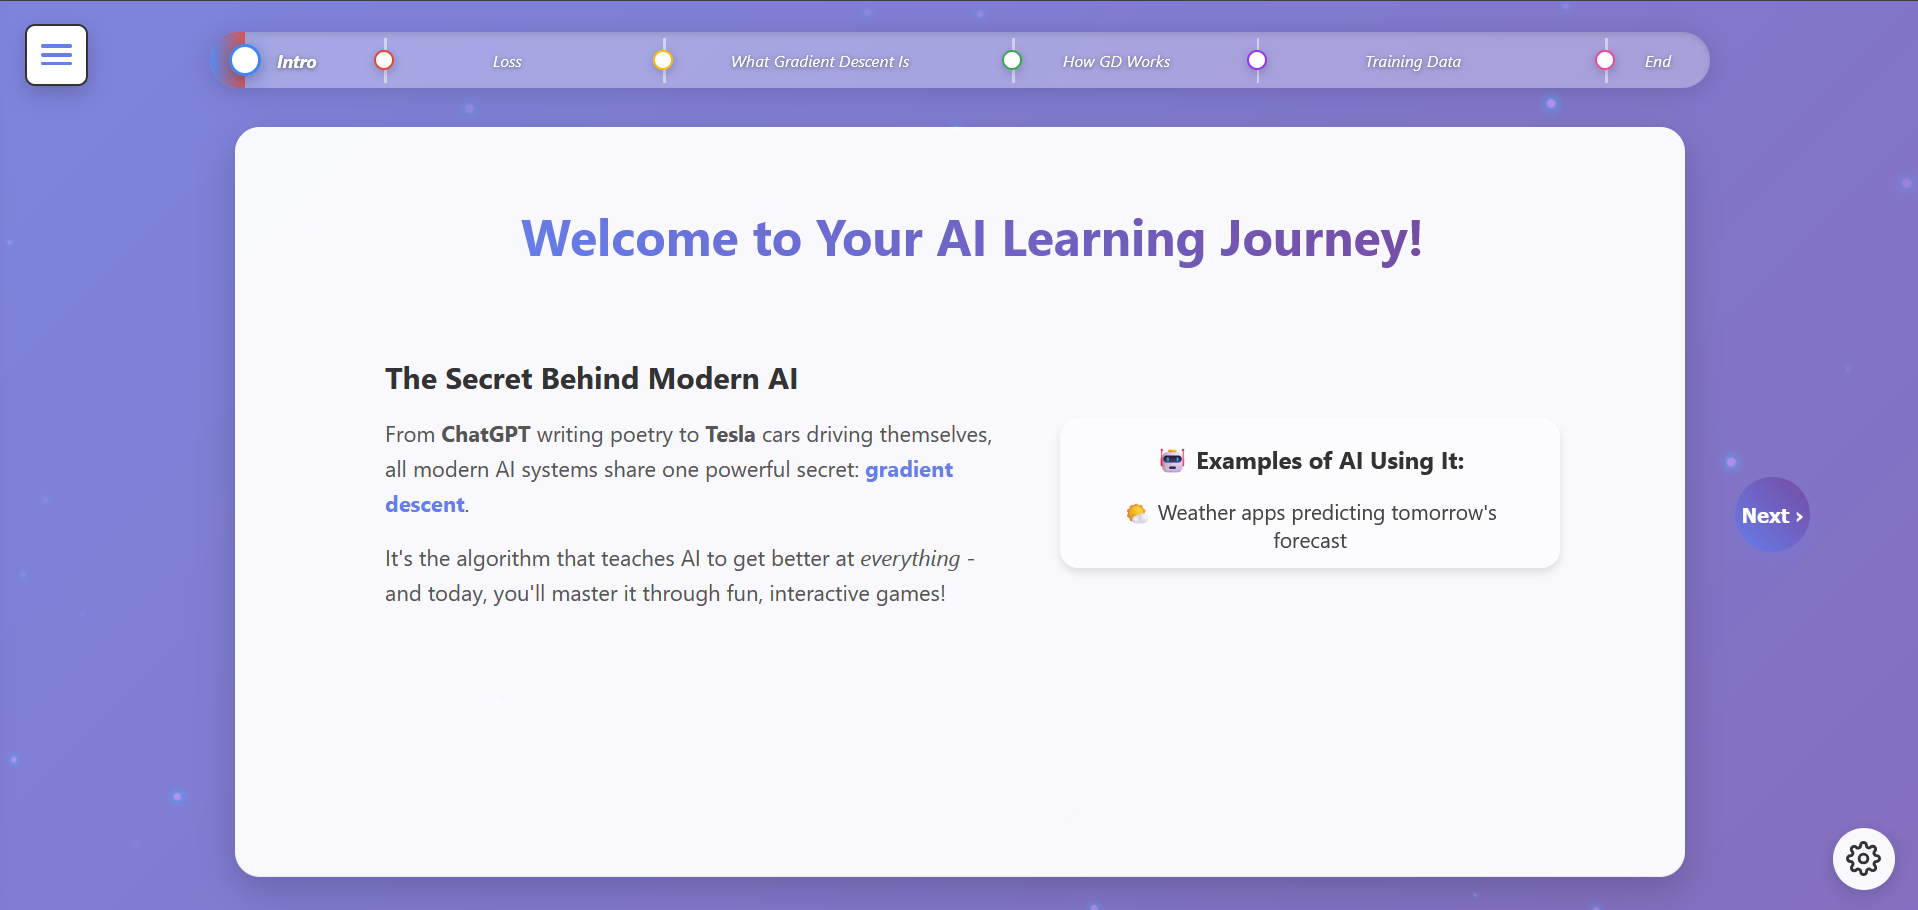 Intro
Loss
What Gradient Descent Is
How GD Works
Training Data
End
Welcome to Your AI Learning Journey!
The Secret Behind Modern AI
From ChatGPT writing poetry to Tesla cars driving themselves,
all modern AI systems share one powerful secret: gradient
descent.
It's the algorithm that teaches AI to get better at everything -
and today, you'll master it through fun, interactive games!
🤖 Examples of AI Using It:
🌤️ Weather apps predicting tomorrow's
forecast
Next ›